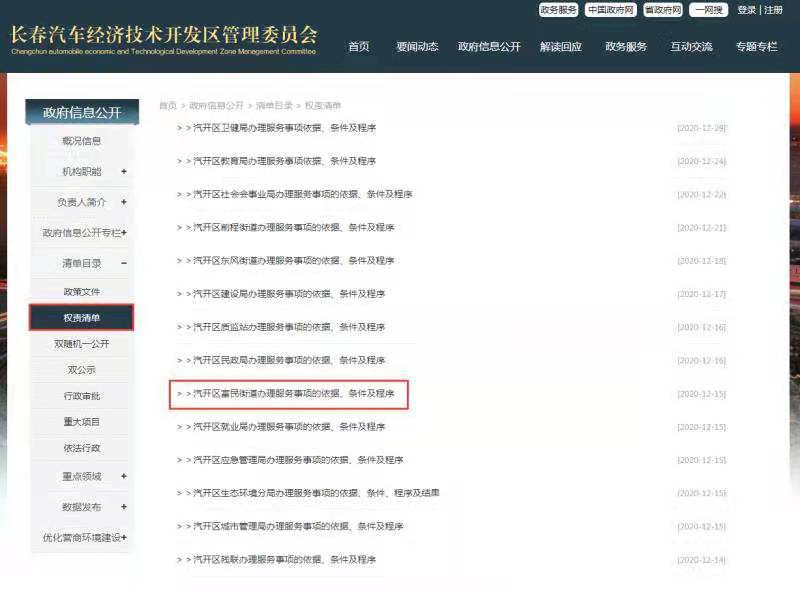 政务服务 中国政府网 省政府网 一网搜 登录 | 注册
长春汽车经济技术开发区管理委员会
Changchun automobile economic and Technological Development Zone Management Committee
首页 要闻动态 政府信息公开 解读回应 政务服务 互动交流 专题专栏
政府信息公开
首页 > 政府信息公开 > 清单目录 > 权责清单
概况信息
机构职能 +
负责人简介 +
政府信息公开专栏+
清单目录 −
政策文件
权责清单
双随机一公开
双公示
行政审批
重大项目
依法行政
重点领域 +
数据发布 +
优化营商环境建设+
> > 汽开区卫健局办理服务事项依据、条件及程序 [2020-12-29]
> > 汽开区教育局办理服务事项依据、条件及程序 [2020-12-24]
> > 汽开区社会会事业局办理服务事项的依据、条件及程序 [2020-12-22]
> > 汽开区前程街道办理服务事项的依据、条件及程序 [2020-12-21]
> > 汽开区东风街道办理服务事项的依据、条件及程序 [2020-12-18]
> > 汽开区建设局办理服务事项的依据、条件及程序 [2020-12-17]
> > 汽开区质监站办理服务事项的依据、条件及程序 [2020-12-16]
> > 汽开区民政局办理服务事项的依据、条件及程序 [2020-12-16]
> > 汽开区富民街道办理服务事项的依据、条件及程序 [2020-12-15]
> > 汽开区就业局办理服务事项的依据、条件及程序 [2020-12-15]
> > 汽开区应急管理局办理服务事项的依据、条件及程序 [2020-12-15]
> > 汽开区生态环境分局办理服务事项的依据、条件、程序及结果 [2020-12-15]
> > 汽开区城市管理局办理服务事项的依据、条件及程序 [2020-12-15]
> > 汽开区残联办理服务事项的依据、条件及程序 [2020-12-14]